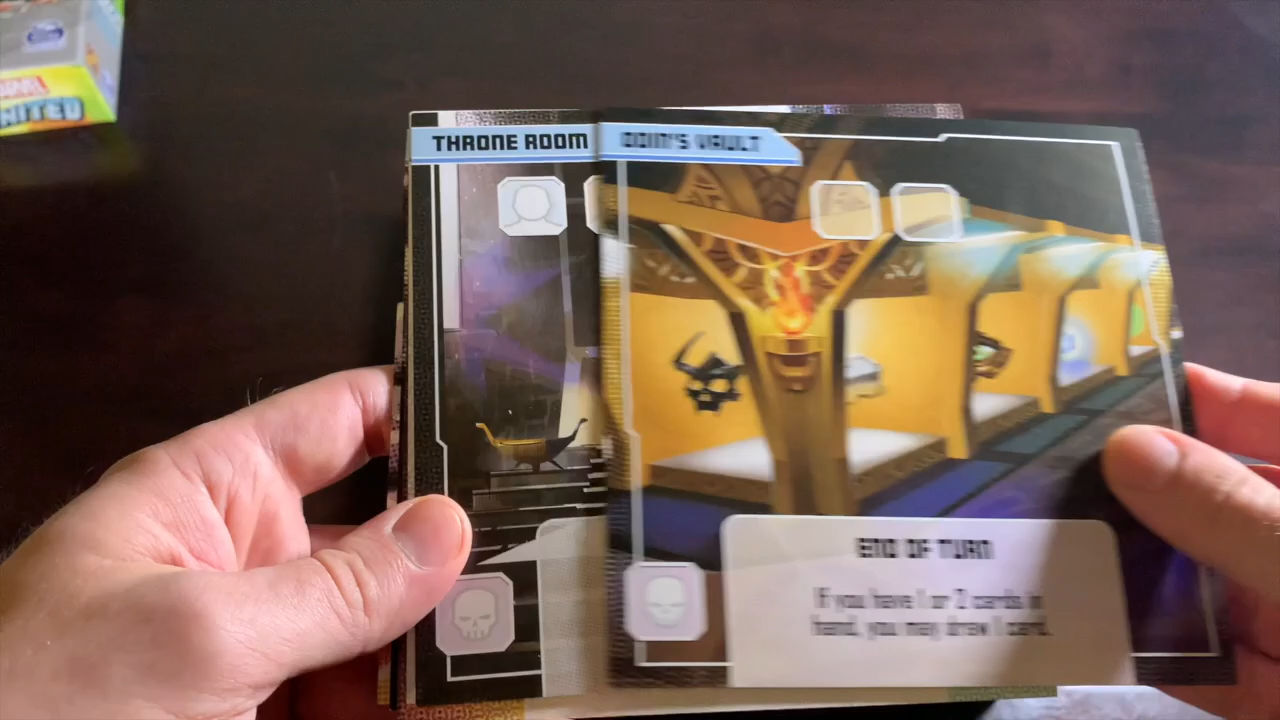 NITED
THRONE ROOM
ODIN'S VAULT
END OF TURN
If you have 1 or 2 cards in
hand, you may draw 1 card.